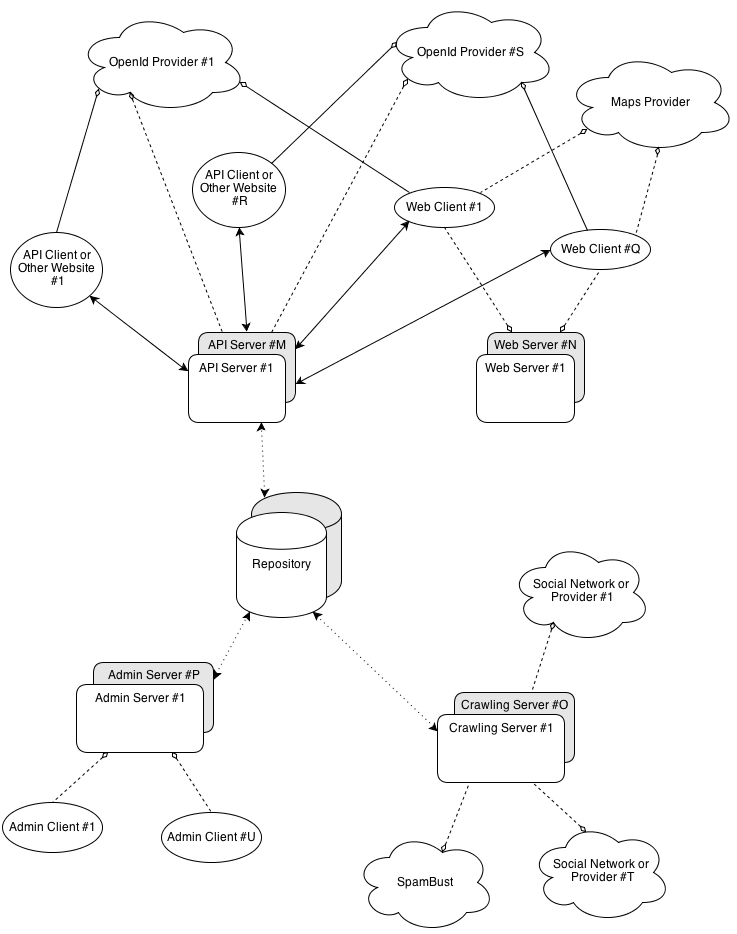 OpenId Provider #1
OpenId Provider #S
Maps Provider
API Client or
Other Website
#R
Web Client #1
API Client or
Other Website
#1
Web Client #Q
API Server #M
API Server #1
Web Server #N
Web Server #1
Repository
Social Network or
Provider #1
Admin Server #P
Admin Server #1
Crawling Server #O
Crawling Server #1
Admin Client #1
Admin Client #U
SpamBust
Social Network or
Provider #T